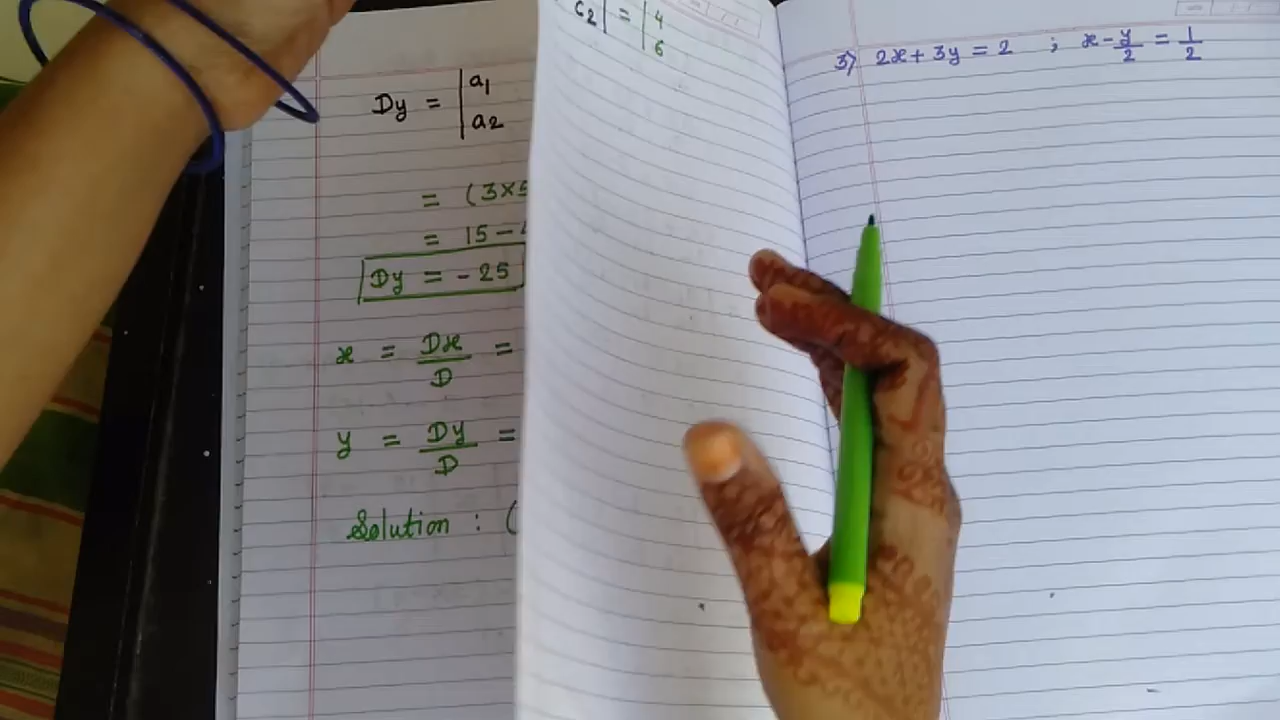 c2| = |4
6
Dy = |a1
a2
= (3×5
= 15 -
Dy = -25
x = Dx/D =
y = Dy/D =
Solution : (
3) 2x + 3y = 2 ; x - y/2 = 1/2